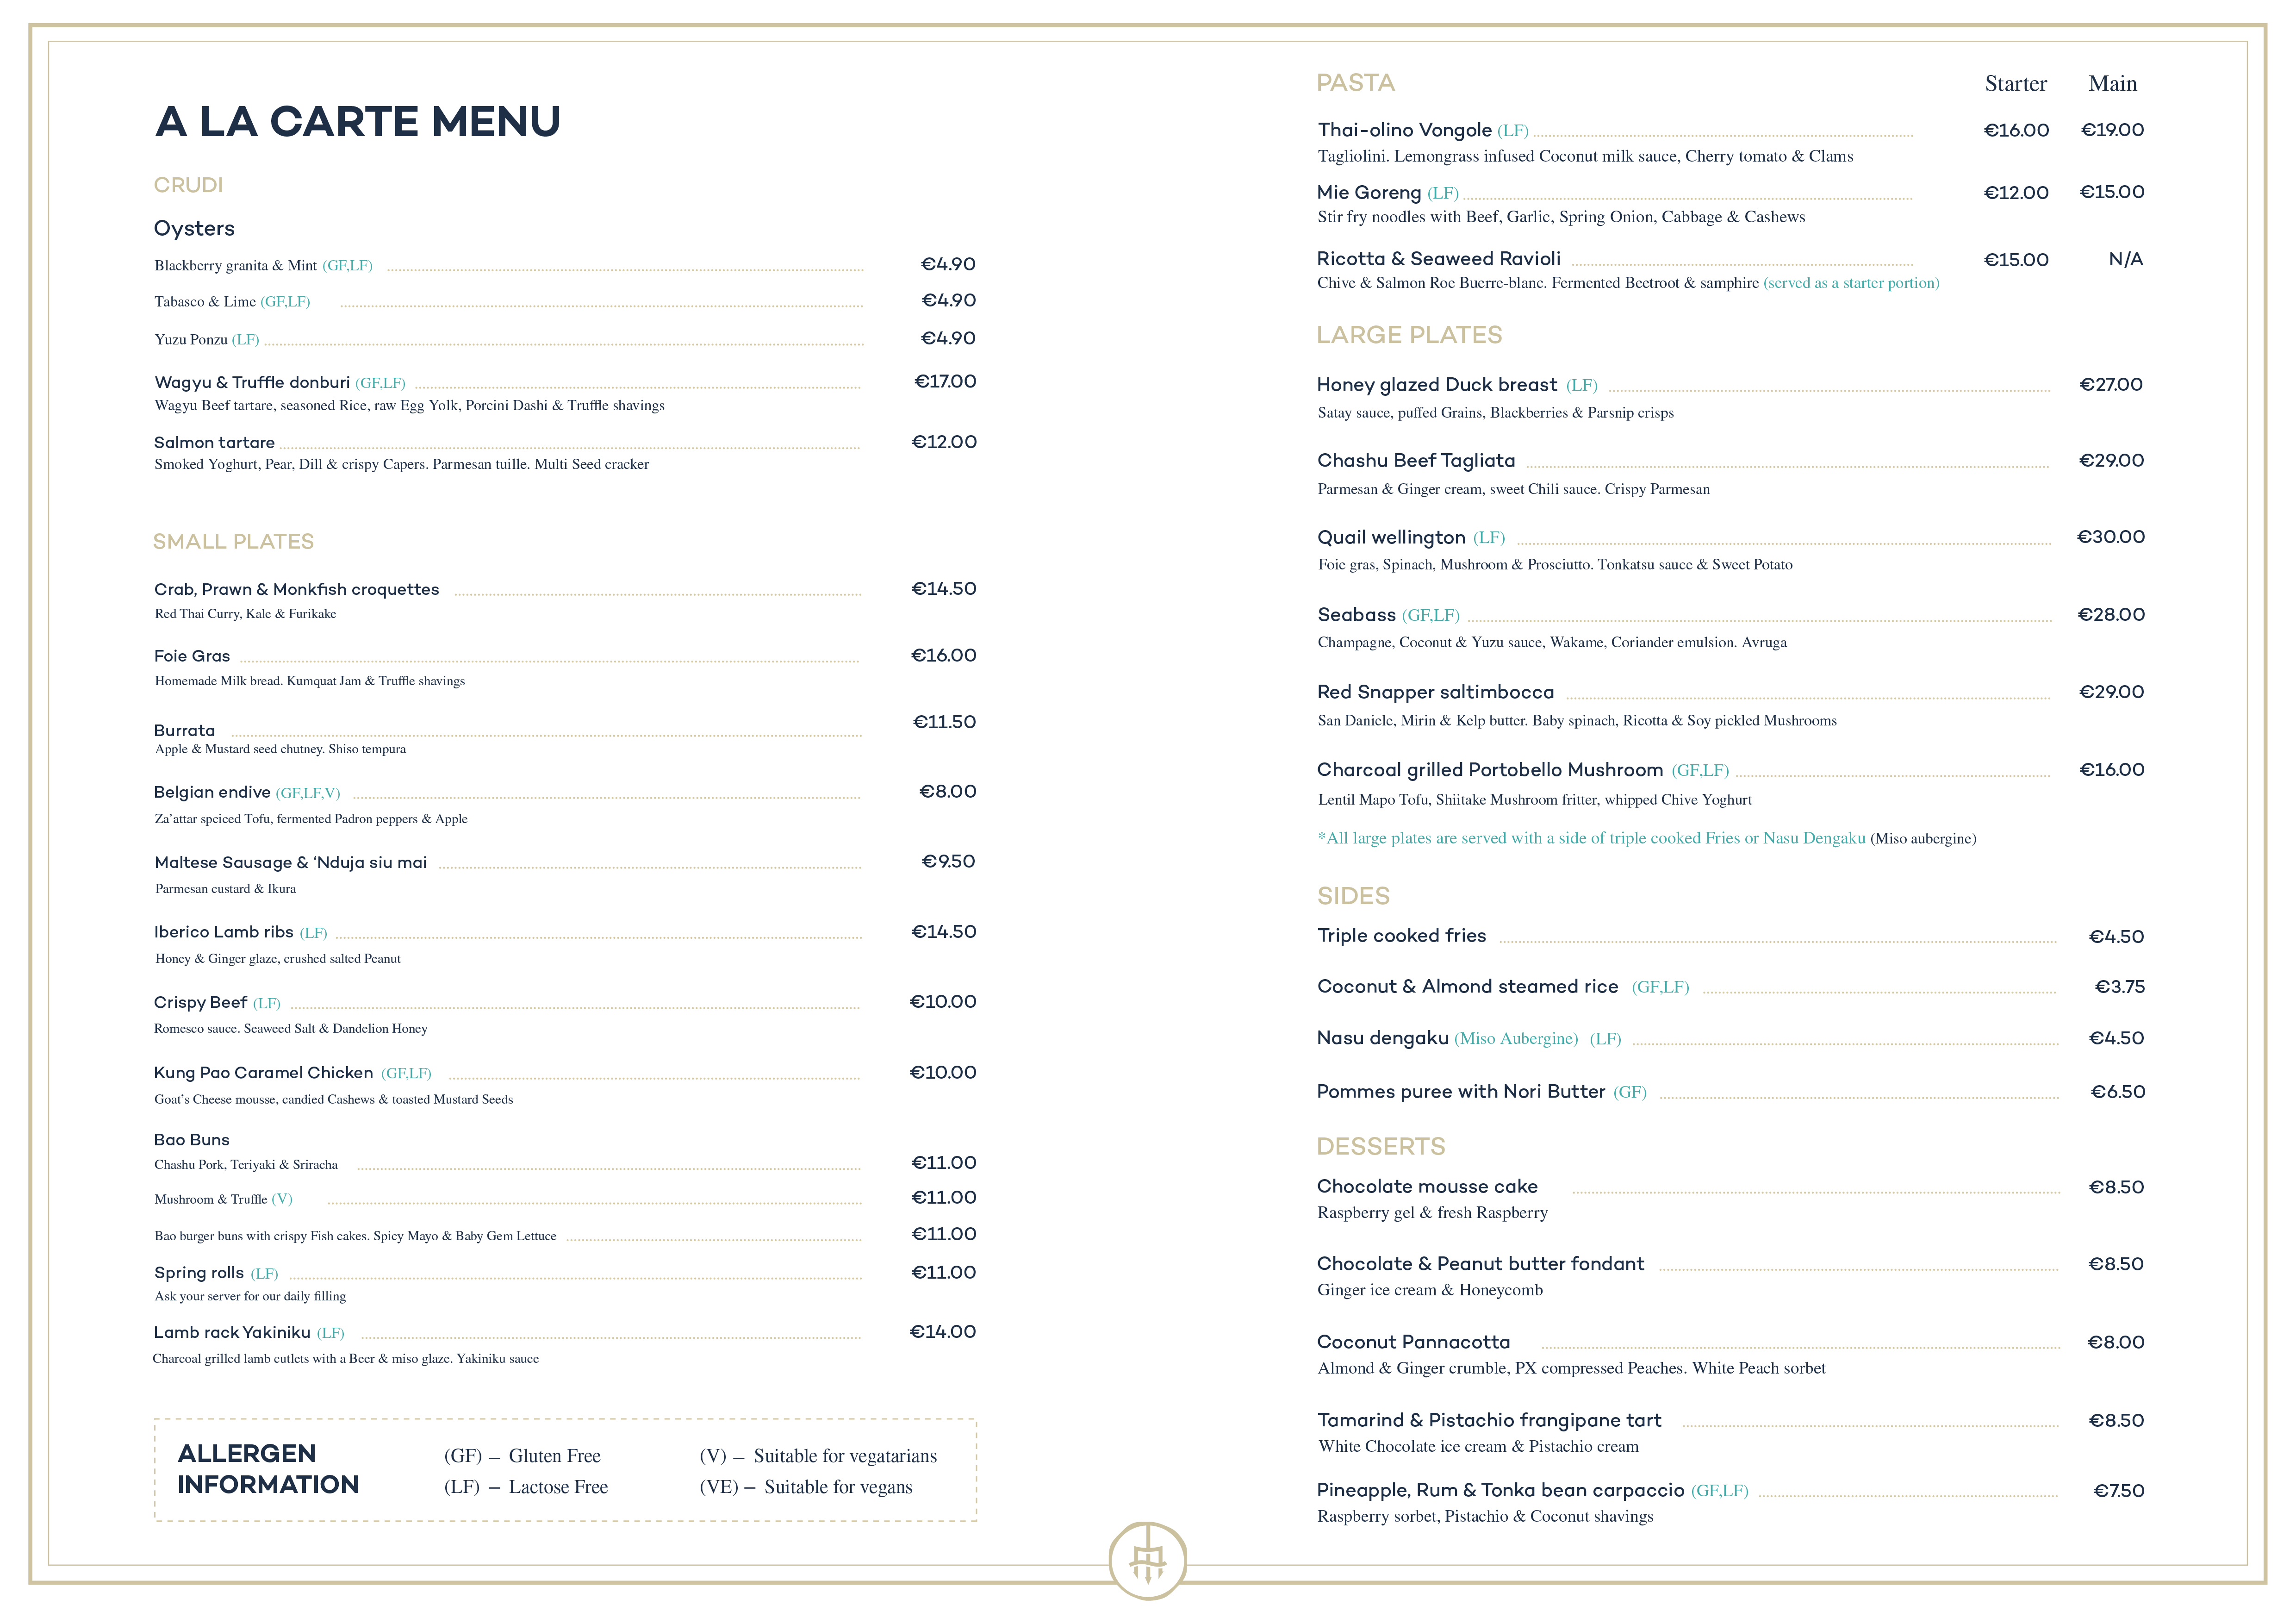 A LA CARTE MENU
CRUDI
Oysters
Blackberry granita & Mint (GF,LF) €4.90
Tabasco & Lime (GF,LF) €4.90
Yuzu Ponzu (LF) €4.90
Wagyu & Truffle donburi (GF,LF) €17.00
Wagyu Beef tartare, seasoned Rice, raw Egg Yolk, Porcini Dashi & Truffle shavings
Salmon tartare €12.00
Smoked Yoghurt, Pear, Dill & crispy Capers. Parmesan tuille. Multi Seed cracker
SMALL PLATES
Crab, Prawn & Monkfish croquettes €14.50
Red Thai Curry, Kale & Furikake
Foie Gras €16.00
Homemade Milk bread. Kumquat Jam & Truffle shavings
Burrata €11.50
Apple & Mustard seed chutney. Shiso tempura
Belgian endive (GF,LF,V) €8.00
Za'attar spciced Tofu, fermented Padron peppers & Apple
Maltese Sausage & ‘Nduja siu mai €9.50
Parmesan custard & Ikura
Iberico Lamb ribs (LF) €14.50
Honey & Ginger glaze, crushed salted Peanut
Crispy Beef (LF) €10.00
Romesco sauce. Seaweed Salt & Dandelion Honey
Kung Pao Caramel Chicken (GF,LF) €10.00
Goat's Cheese mousse, candied Cashews & toasted Mustard Seeds
Bao Buns
Chashu Pork, Teriyaki & Sriracha €11.00
Mushroom & Truffle (V) €11.00
Bao burger buns with crispy Fish cakes. Spicy Mayo & Baby Gem Lettuce €11.00
Spring rolls (LF) €11.00
Ask your server for our daily filling
Lamb rack Yakiniku (LF) €14.00
Charcoal grilled lamb cutlets with a Beer & miso glaze. Yakiniku sauce
ALLERGEN
INFORMATION
(GF) – Gluten Free
(LF) – Lactose Free
(V) – Suitable for vegatarians
(VE) – Suitable for vegans
PASTA Starter Main
Thai-olino Vongole (LF) €16.00 €19.00
Tagliolini. Lemongrass infused Coconut milk sauce, Cherry tomato & Clams
Mie Goreng (LF) €12.00 €15.00
Stir fry noodles with Beef, Garlic, Spring Onion, Cabbage & Cashews
Ricotta & Seaweed Ravioli €15.00 N/A
Chive & Salmon Roe Buerre-blanc. Fermented Beetroot & samphire (served as a starter portion)
LARGE PLATES
Honey glazed Duck breast (LF) €27.00
Satay sauce, puffed Grains, Blackberries & Parsnip crisps
Chashu Beef Tagliata €29.00
Parmesan & Ginger cream, sweet Chili sauce. Crispy Parmesan
Quail wellington (LF) €30.00
Foie gras, Spinach, Mushroom & Prosciutto. Tonkatsu sauce & Sweet Potato
Seabass (GF,LF) €28.00
Champagne, Coconut & Yuzu sauce, Wakame, Coriander emulsion. Avruga
Red Snapper saltimbocca €29.00
San Daniele, Mirin & Kelp butter. Baby spinach, Ricotta & Soy pickled Mushrooms
Charcoal grilled Portobello Mushroom (GF,LF) €16.00
Lentil Mapo Tofu, Shiitake Mushroom fritter, whipped Chive Yoghurt
*All large plates are served with a side of triple cooked Fries or Nasu Dengaku (Miso aubergine)
SIDES
Triple cooked fries €4.50
Coconut & Almond steamed rice (GF,LF) €3.75
Nasu dengaku (Miso Aubergine) (LF) €4.50
Pommes puree with Nori Butter (GF) €6.50
DESSERTS
Chocolate mousse cake €8.50
Raspberry gel & fresh Raspberry
Chocolate & Peanut butter fondant €8.50
Ginger ice cream & Honeycomb
Coconut Pannacotta €8.00
Almond & Ginger crumble, PX compressed Peaches. White Peach sorbet
Tamarind & Pistachio frangipane tart €8.50
White Chocolate ice cream & Pistachio cream
Pineapple, Rum & Tonka bean carpaccio (GF,LF) €7.50
Raspberry sorbet, Pistachio & Coconut shavings